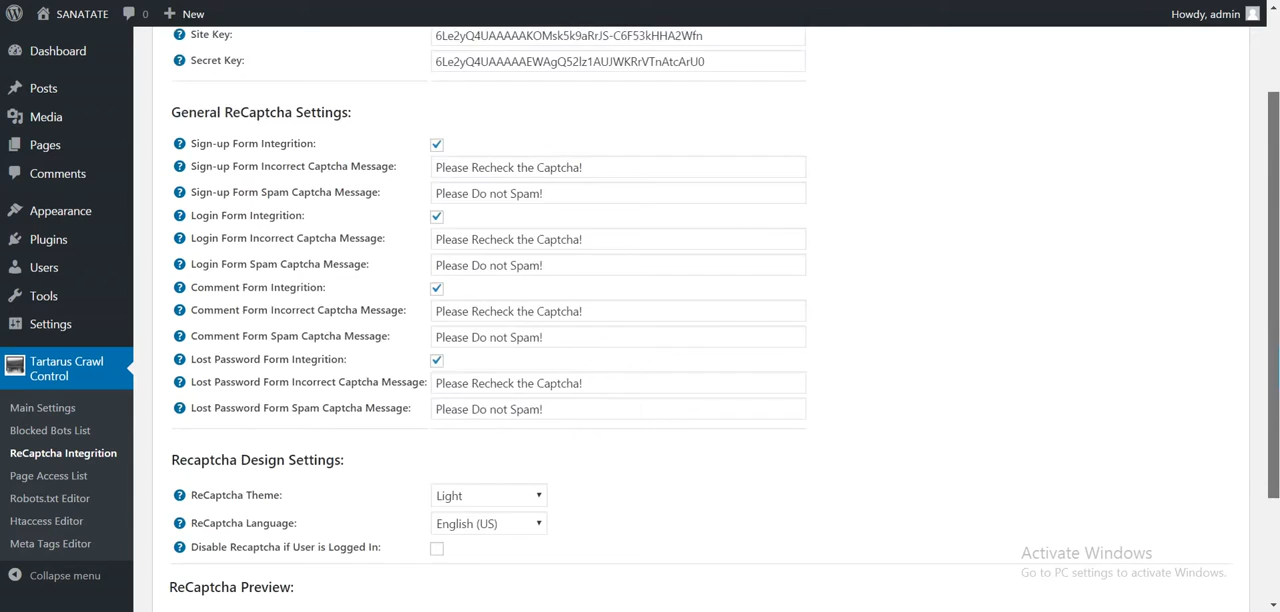 SANATATE 0 New Howdy, admin
Dashboard
Posts
Media
Pages
Comments
Appearance
Plugins
Users
Tools
Settings
Tartarus Crawl
Control
Main Settings
Blocked Bots List
ReCaptcha Integrition
Page Access List
Robots.txt Editor
Htaccess Editor
Meta Tags Editor
Collapse menu
Site Key: 6Le2yQ4UAAAAAKOMsk5k9aRrJS-C6F53kHHA2Wfn
Secret Key: 6Le2yQ4UAAAAAEWAgQ52lz1AUJWKRrVTnAtcArU0
General ReCaptcha Settings:
Sign-up Form Integrition:
Sign-up Form Incorrect Captcha Message: Please Recheck the Captcha!
Sign-up Form Spam Captcha Message: Please Do not Spam!
Login Form Integrition:
Login Form Incorrect Captcha Message: Please Recheck the Captcha!
Login Form Spam Captcha Message: Please Do not Spam!
Comment Form Integrition:
Comment Form Incorrect Captcha Message: Please Recheck the Captcha!
Comment Form Spam Captcha Message: Please Do not Spam!
Lost Password Form Integrition:
Lost Password Form Incorrect Captcha Message: Please Recheck the Captcha!
Lost Password Form Spam Captcha Message: Please Do not Spam!
Recaptcha Design Settings:
ReCaptcha Theme: Light
ReCaptcha Language: English (US)
Disable Recaptcha if User is Logged In:
ReCaptcha Preview:
Activate Windows
Go to PC settings to activate Windows.